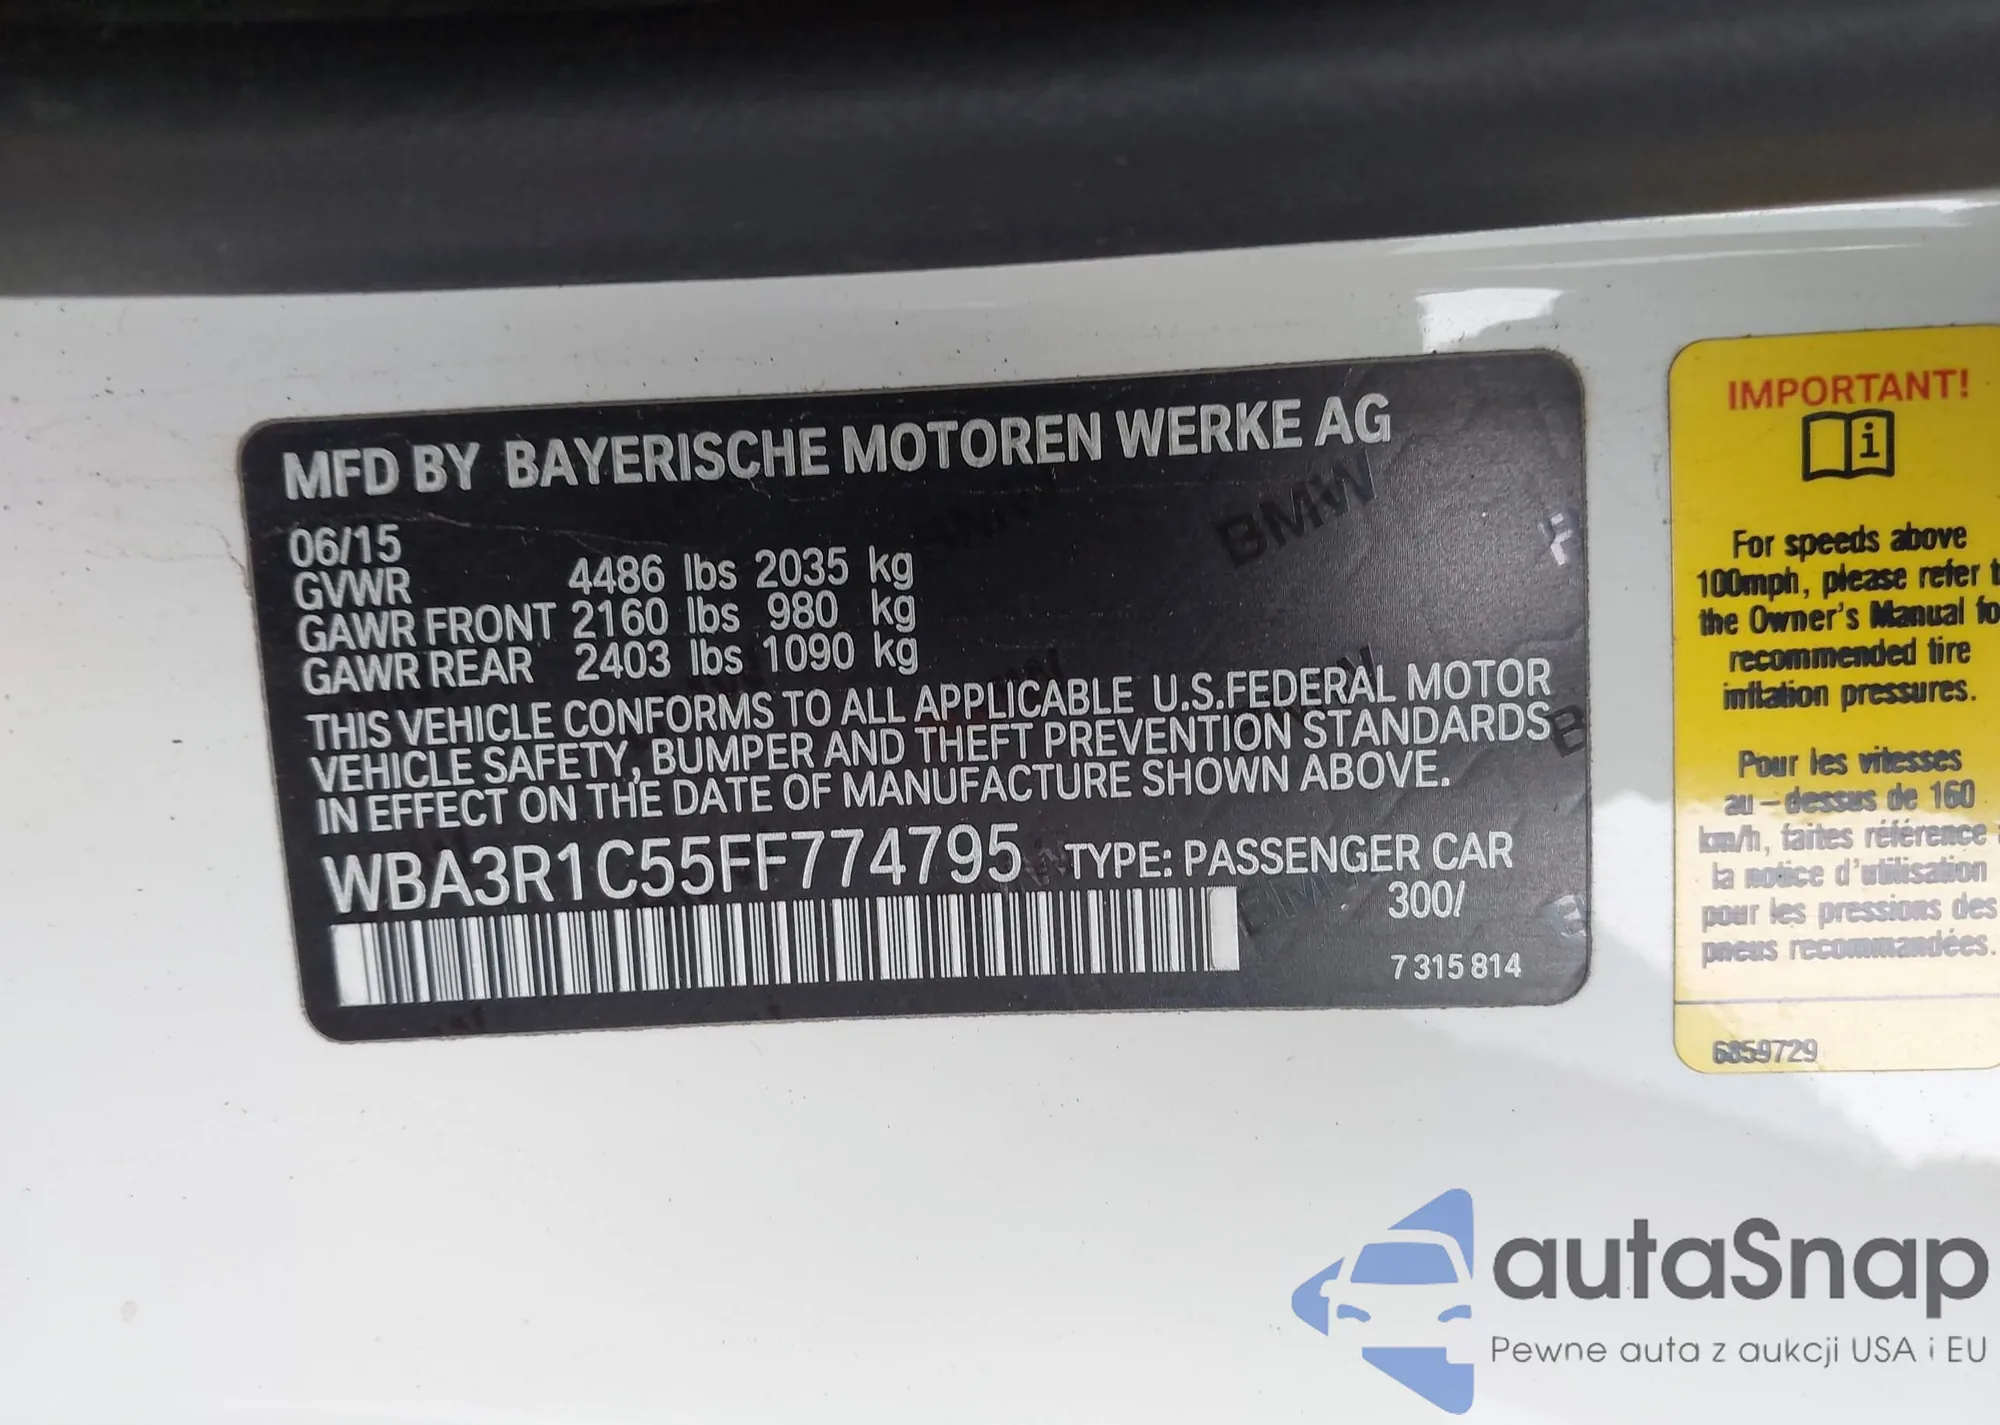 MFD BY BAYERISCHE MOTOREN WERKE AG
06/15
GVWR 4486 lbs 2035 kg
GAWR FRONT 2160 lbs 980 kg
GAWR REAR 2403 lbs 1090 kg
THIS VEHICLE CONFORMS TO ALL APPLICABLE U.S.FEDERAL MOTOR
VEHICLE SAFETY, BUMPER AND THEFT PREVENTION STANDARDS
IN EFFECT ON THE DATE OF MANUFACTURE SHOWN ABOVE.
WBA3R1C55FF774795 TYPE: PASSENGER CAR
300/
7 315 814
IMPORTANT!
For speeds above
100mph, please refer t
the Owner's Manual fo
recommended tire
inflation pressures.
Pour les vitesses
au-dessus de 160
km/h, faites référence
la notice d'utilisation
pour les pressions des
pneus recommandées.
6859729
autaSnap
Pewne auta z aukcji USA i EU